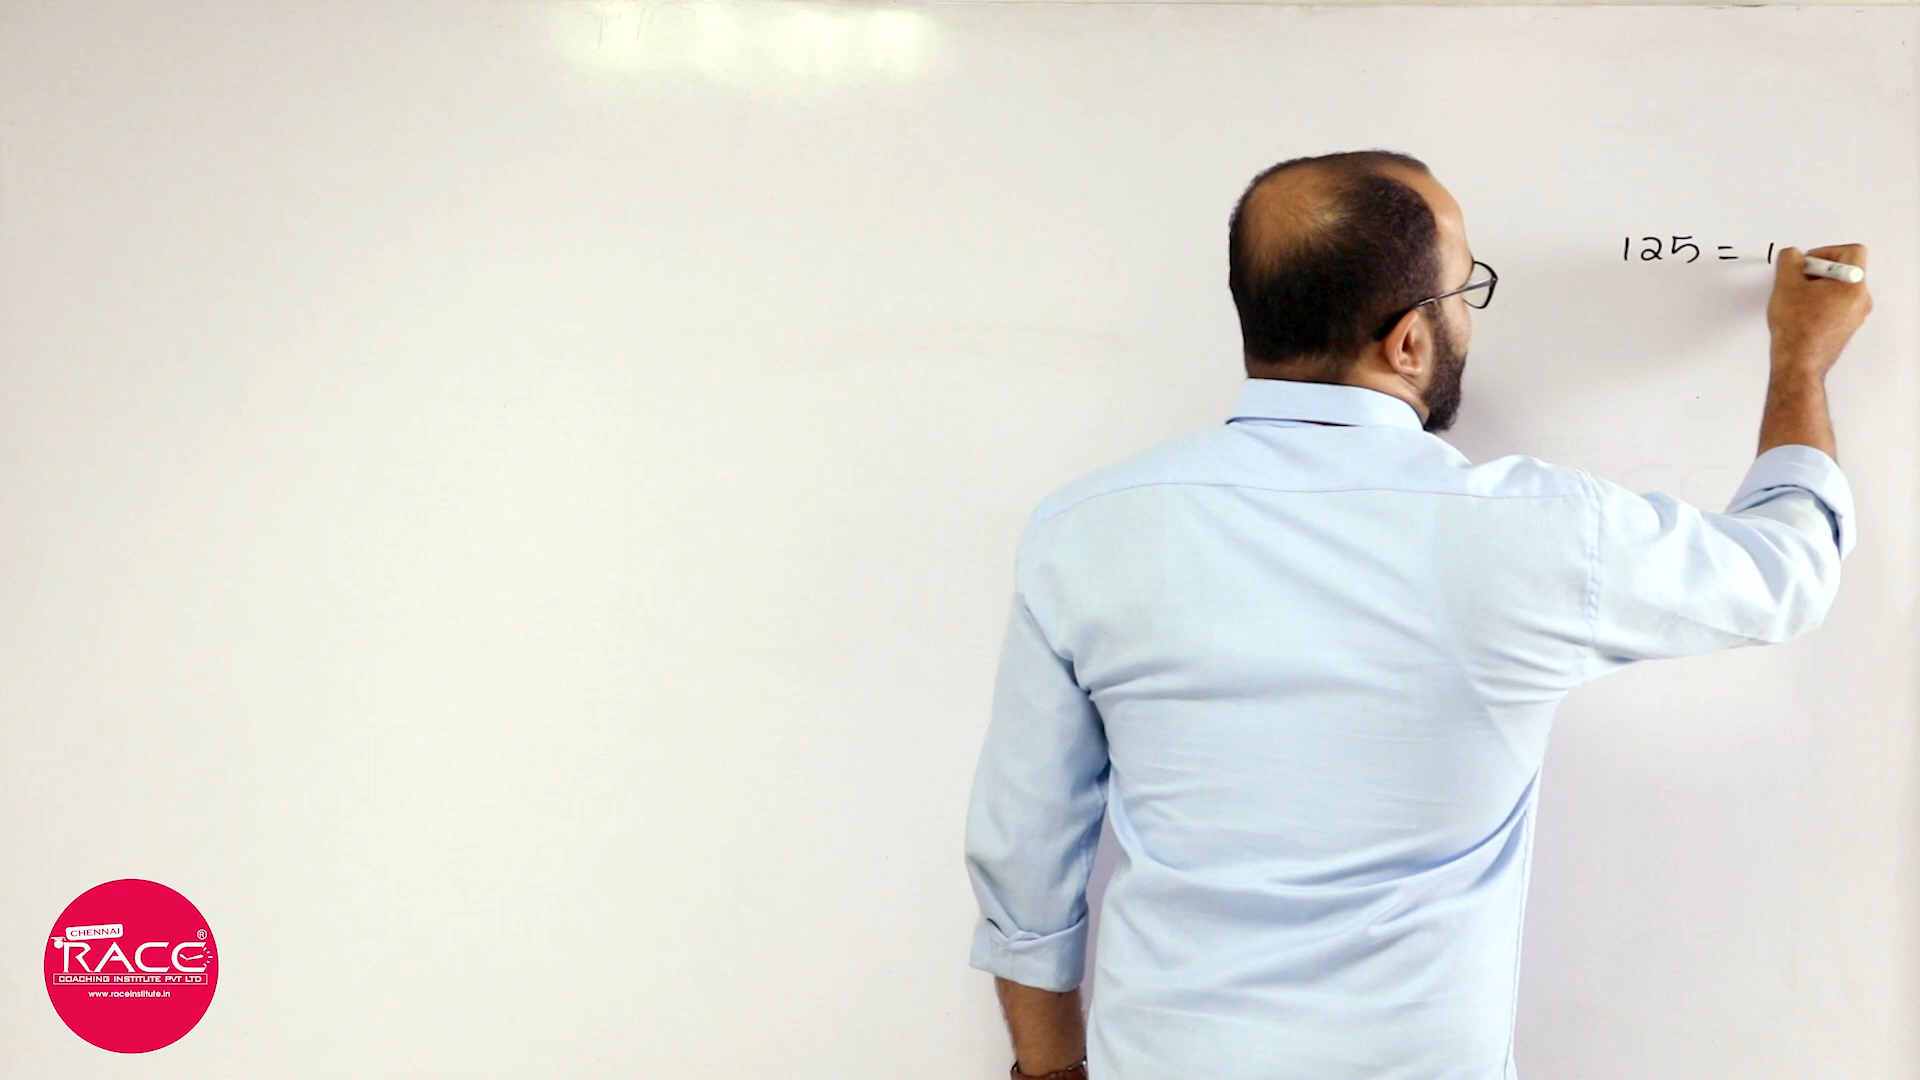 125 = 1
CHENNAI
RACE®
COACHING INSTITUTE PVT LTD
www.raceinstitute.in